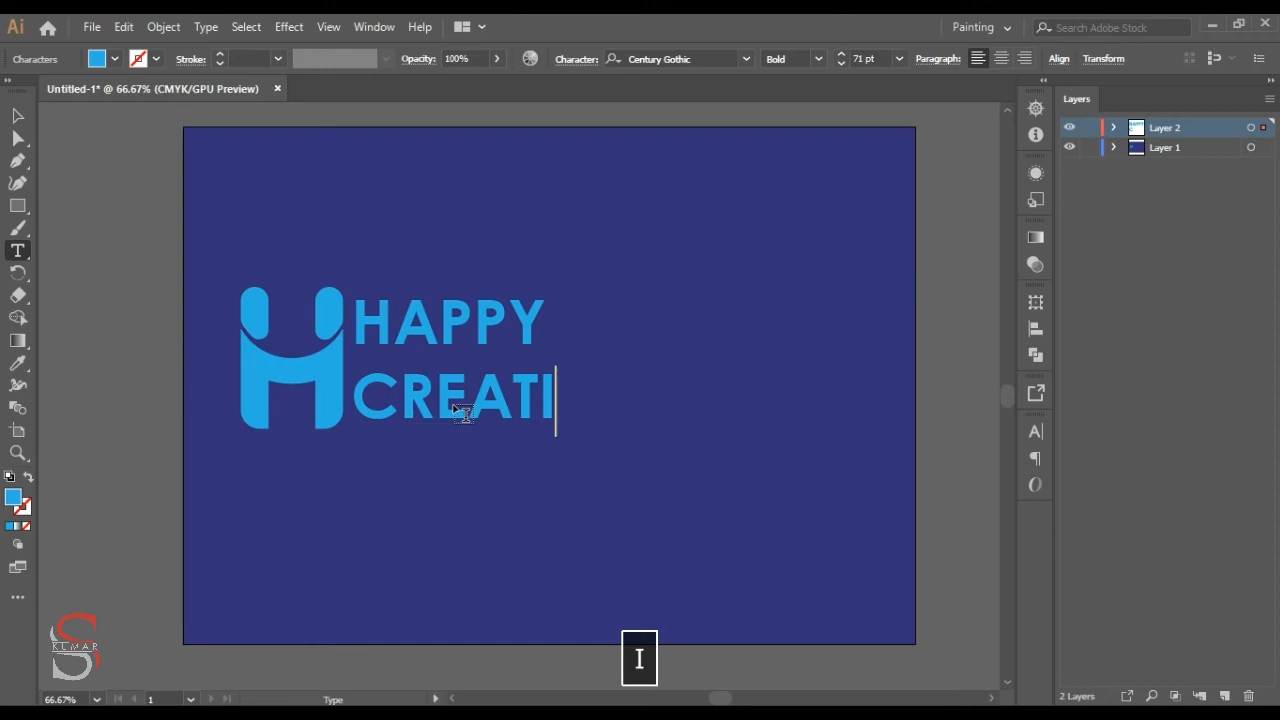 Ai File Edit Object Type Select Effect View Window Help Painting Search Adobe Stock
Characters Stroke: Opacity: 100% Character: Century Gothic Bold 71 pt Paragraph: Align Transform
Untitled-1* @ 66.67% (CMYK/GPU Preview)
Layers
Layer 2
Layer 1
HAPPY
CREATI
S KUMAR
I
66.67% 1 Type 2 Layers